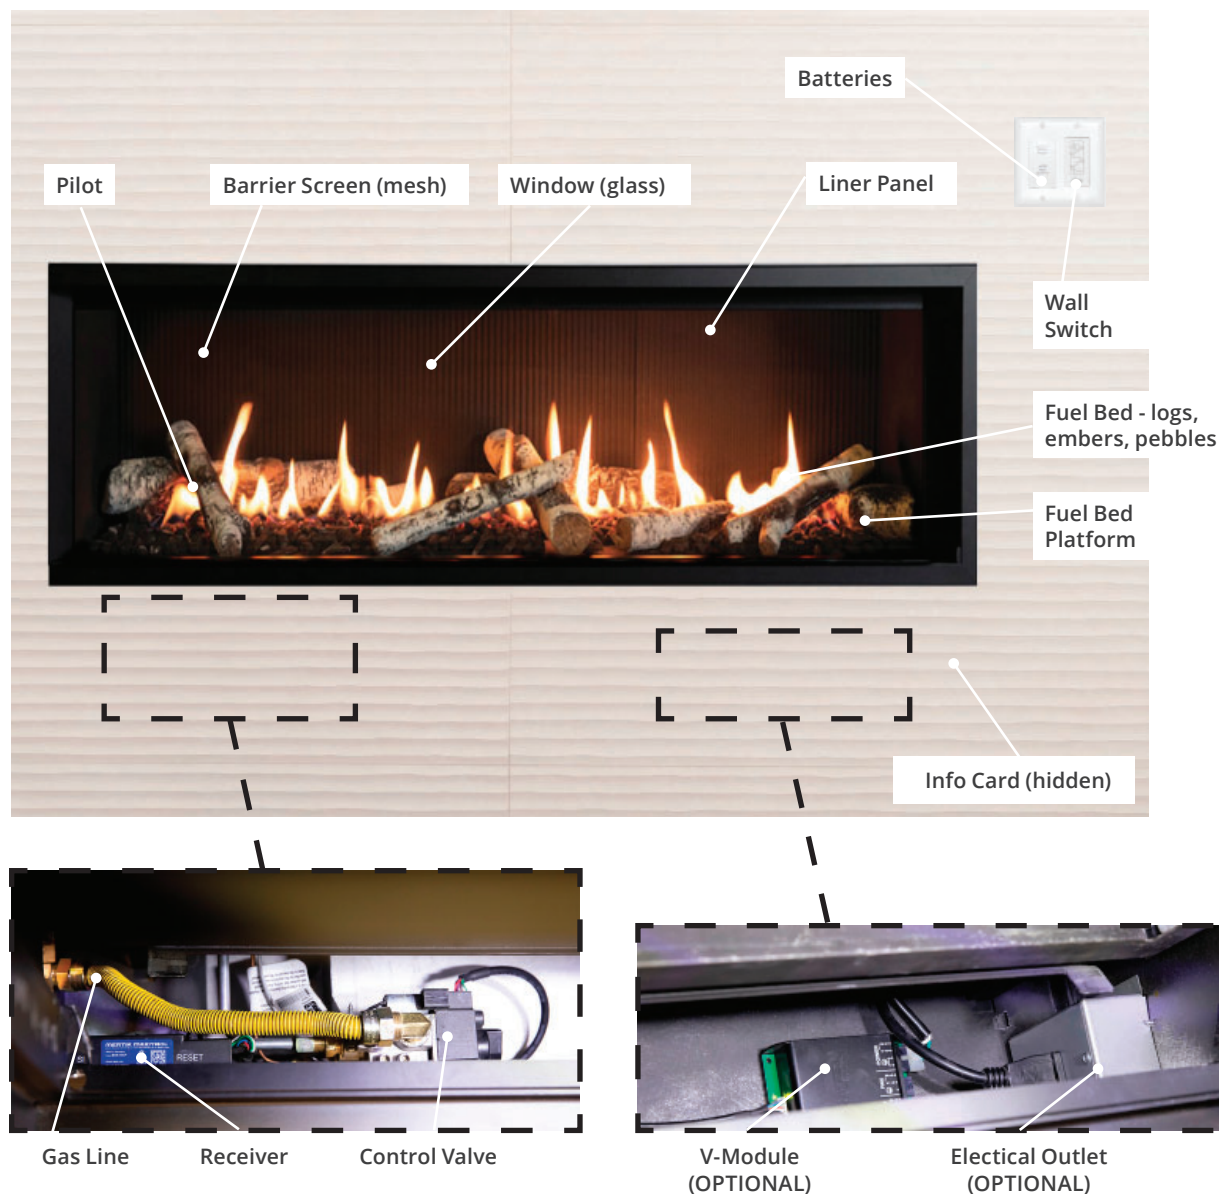 Batteries
Pilot
Barrier Screen (mesh)
Window (glass)
Liner Panel
Wall
Switch
Fuel Bed - logs,
embers, pebbles
Fuel Bed
Platform
Info Card (hidden)
RESET
Gas Line
Receiver
Control Valve
V-Module
(OPTIONAL)
Electical Outlet
(OPTIONAL)